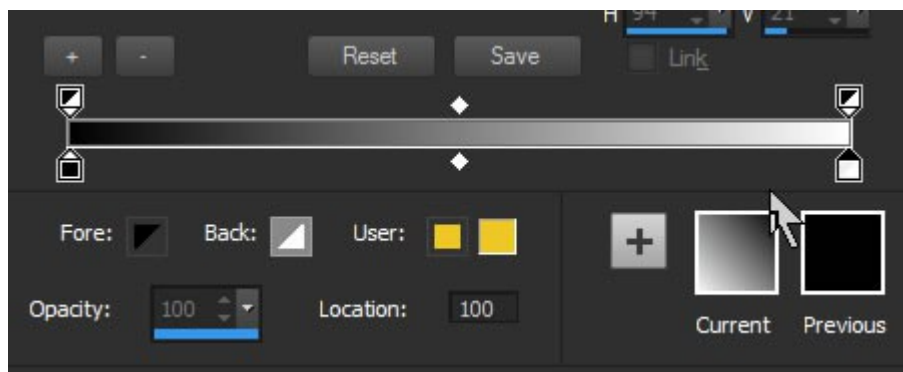 H 94 V 21
+ - Reset Save Link
Fore: Back: User: +
Opacity: 100 Location: 100
Current Previous